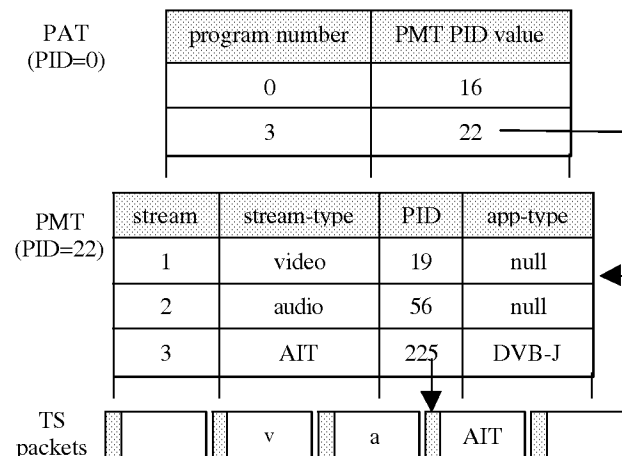 PAT
(PID=0)
program number PMT PID value
0 16
3 22
PMT
(PID=22)
stream stream-type PID app-type
1 video 19 null
2 audio 56 null
3 AIT 225 DVB-J
TS
packets
v a AIT